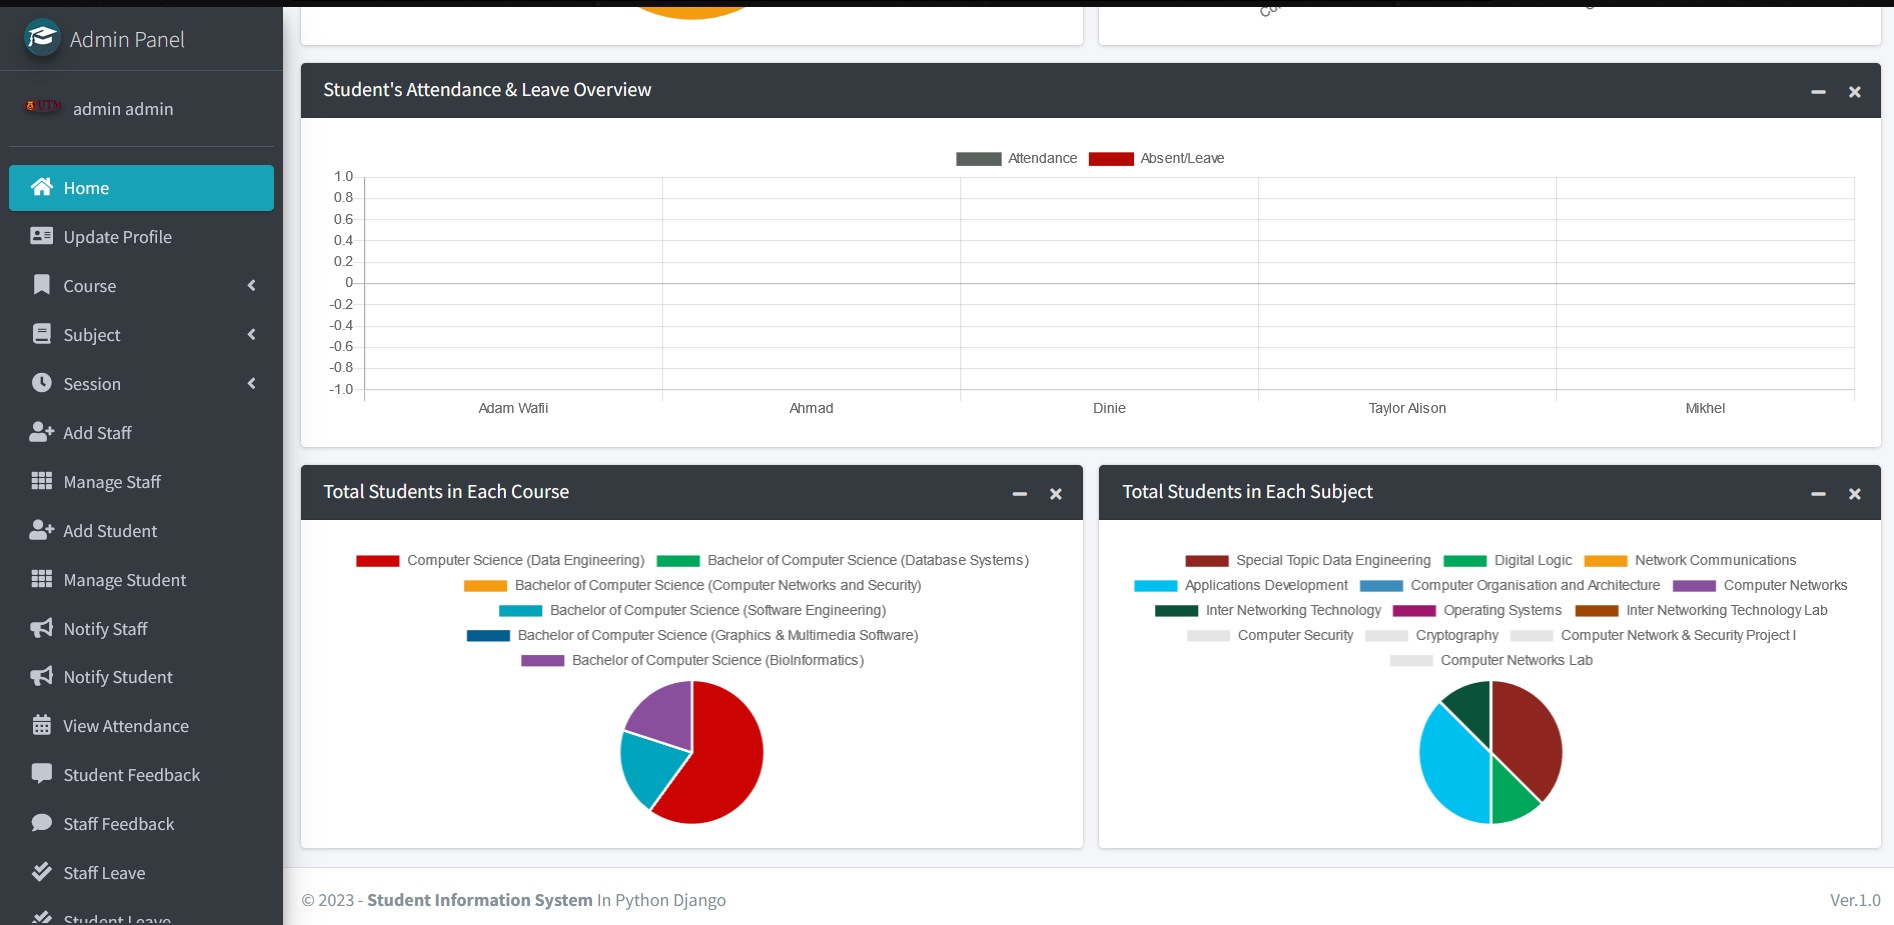 Admin Panel
UTM
admin admin
Home
Update Profile
Course
Subject
Session
Add Staff
Manage Staff
Add Student
Manage Student
Notify Staff
Notify Student
View Attendance
Student Feedback
Staff Feedback
Staff Leave
Student Leave
Student's Attendance & Leave Overview
Attendance Absent/Leave
1.0
0.8
0.6
0.4
0.2
0
-0.2
-0.4
-0.6
-0.8
-1.0
Adam Wafii Ahmad Dinie Taylor Alison Mikhel
Total Students in Each Course
Computer Science (Data Engineering) Bachelor of Computer Science (Database Systems)
Bachelor of Computer Science (Computer Networks and Security)
Bachelor of Computer Science (Software Engineering)
Bachelor of Computer Science (Graphics & Multimedia Software)
Bachelor of Computer Science (BioInformatics)
Total Students in Each Subject
Special Topic Data Engineering Digital Logic Network Communications
Applications Development Computer Organisation and Architecture Computer Networks
Inter Networking Technology Operating Systems Inter Networking Technology Lab
Computer Security Cryptography Computer Network & Security Project I
Computer Networks Lab
© 2023 - Student Information System In Python Django
Ver.1.0